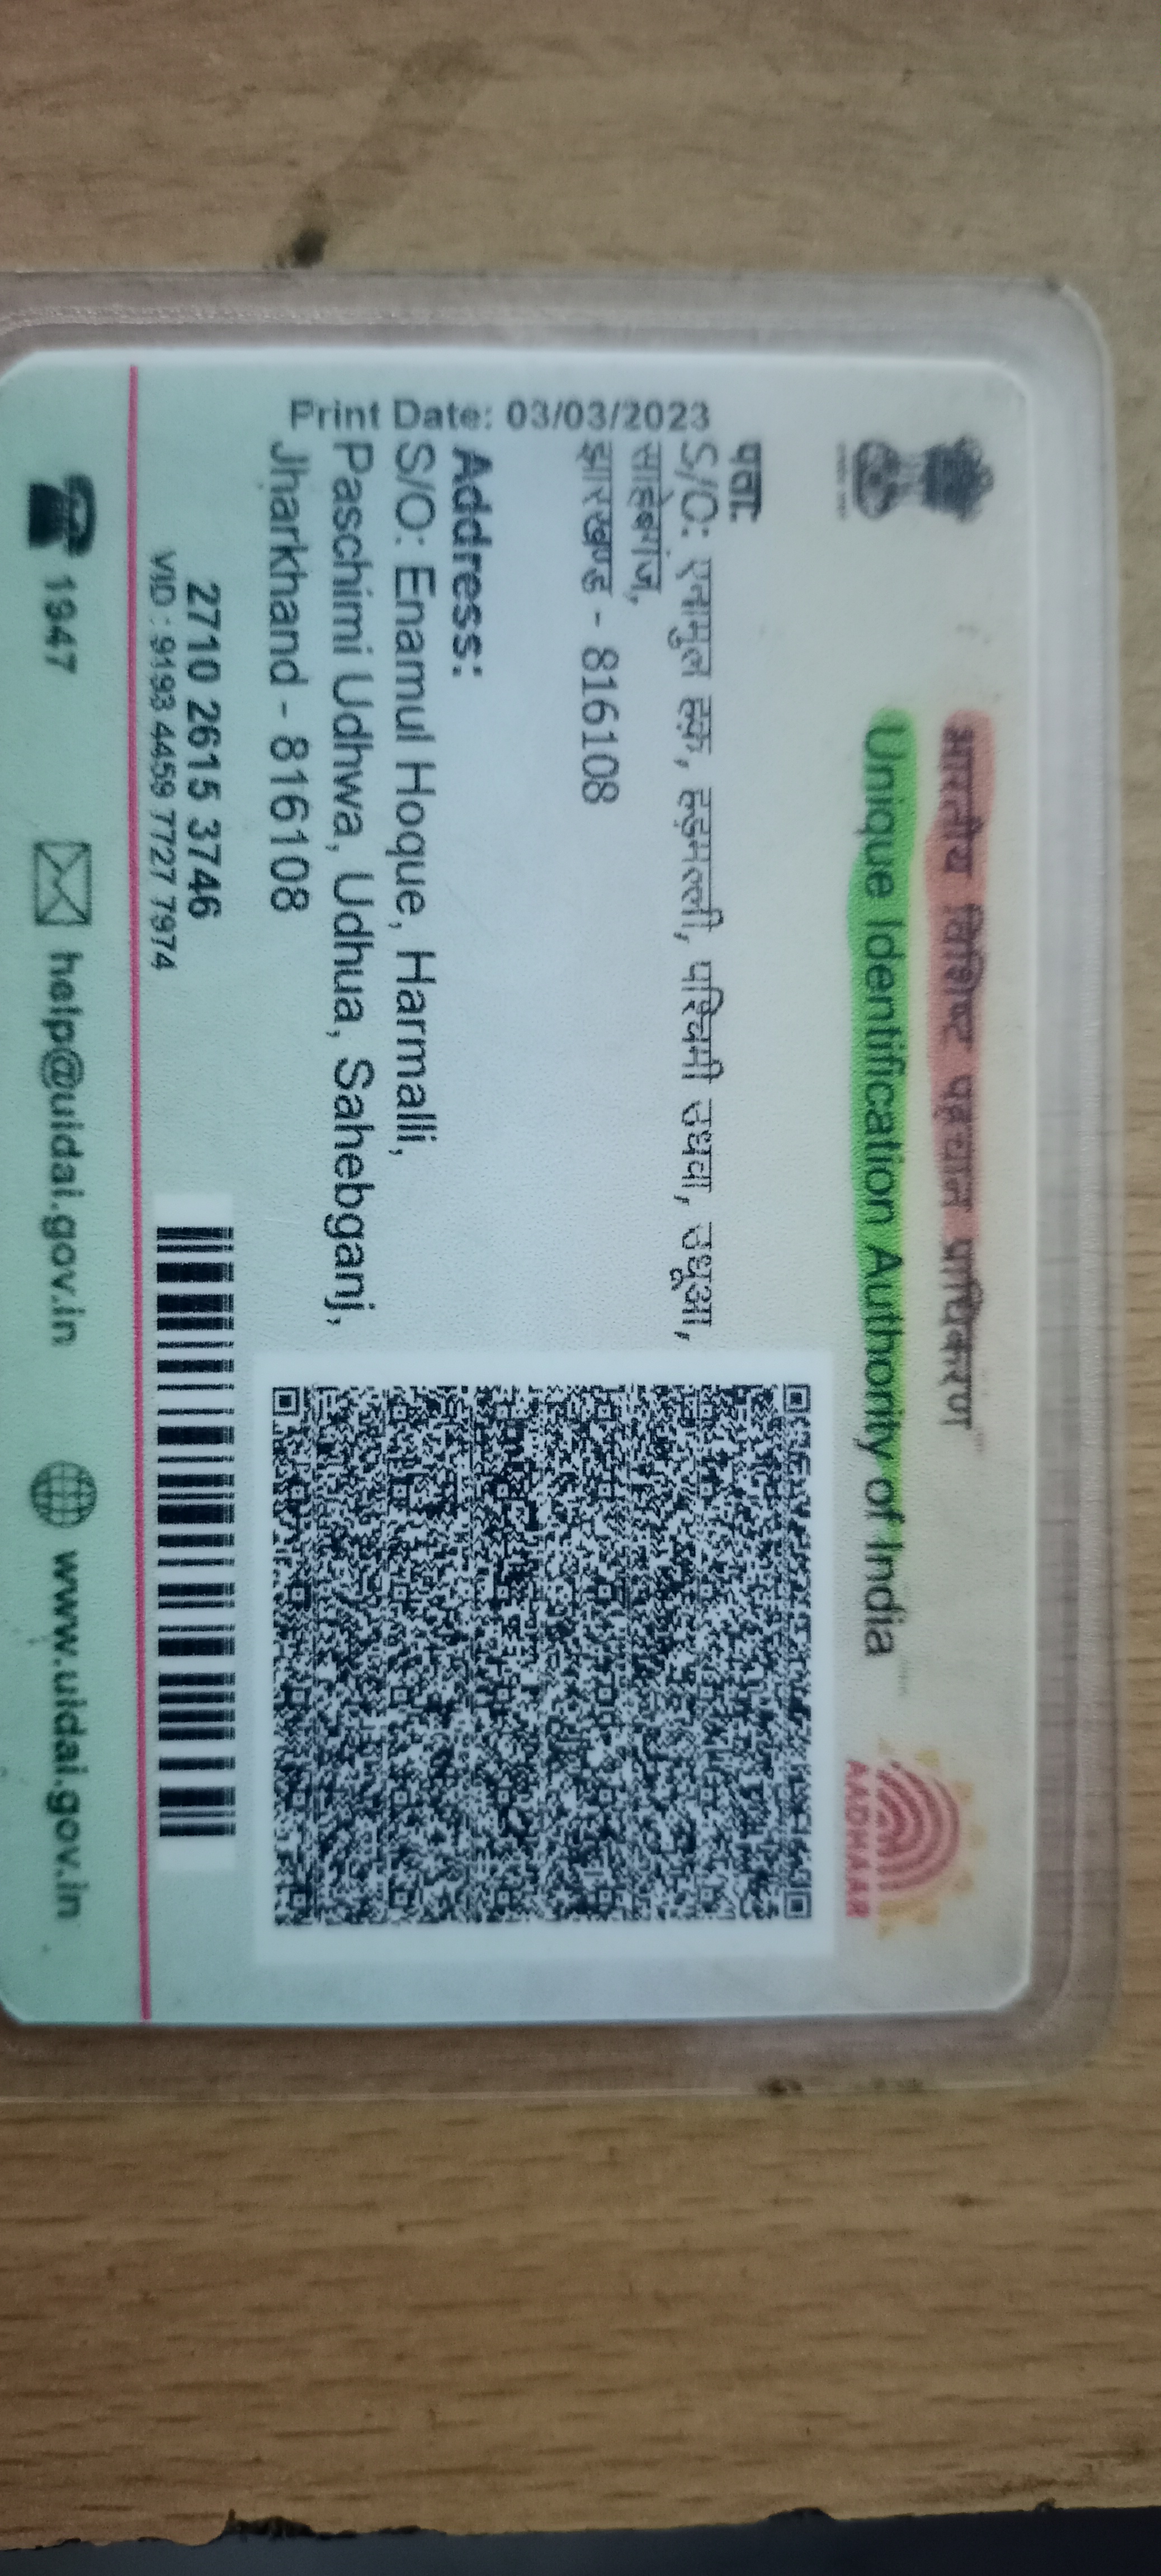 भारतीय विशिष्ट पहचान प्राधिकरण
Unique Identification Authority of India
AADHAAR
Print Date: 03/03/2023
पता:
S/O: एनामुल हक, हड़मल्ली, पश्चिमी उधवा, उधूआ,
साहेबगंज,
झारखण्ड - 816108
Address:
S/O: Enamul Hoque, Harmalli,
Paschimi Udhwa, Udhua, Sahebganj,
Jharkhand - 816108
2710 2615 3746
VID : 9193 4459 7727 7974
1947
help@uidai.gov.in
www.uidai.gov.in